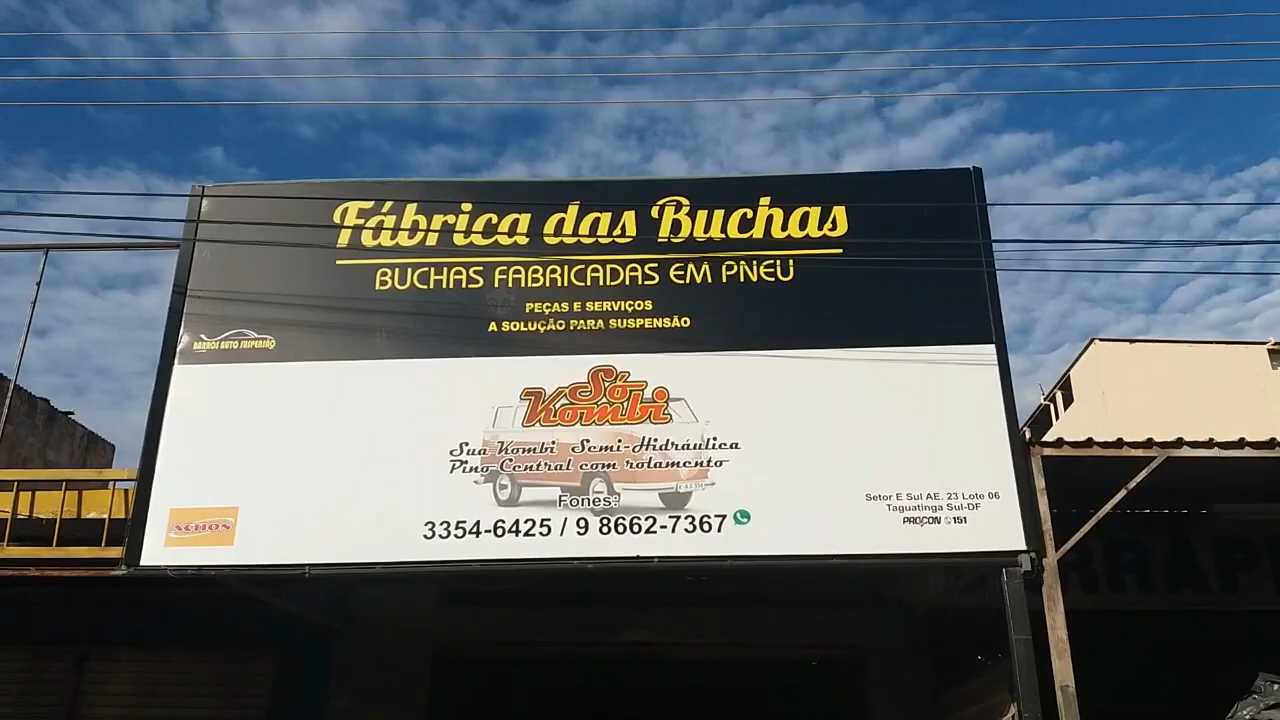 Fábrica das Buchas
BUCHAS FABRICADAS EM PNEU
PEÇAS E SERVIÇOS
A SOLUÇÃO PARA SUSPENSÃO
BARROS AUTO SUSPENSÃO
Só
Kombi
Sua Kombi Semi-Hidráulica
Pino Central com rolamento
Fones:
3354-6425 / 9 8662-7367
ACTION
Setor E Sul AE. 23 Lote 06
Taguatinga Sul-DF
PROCON 151